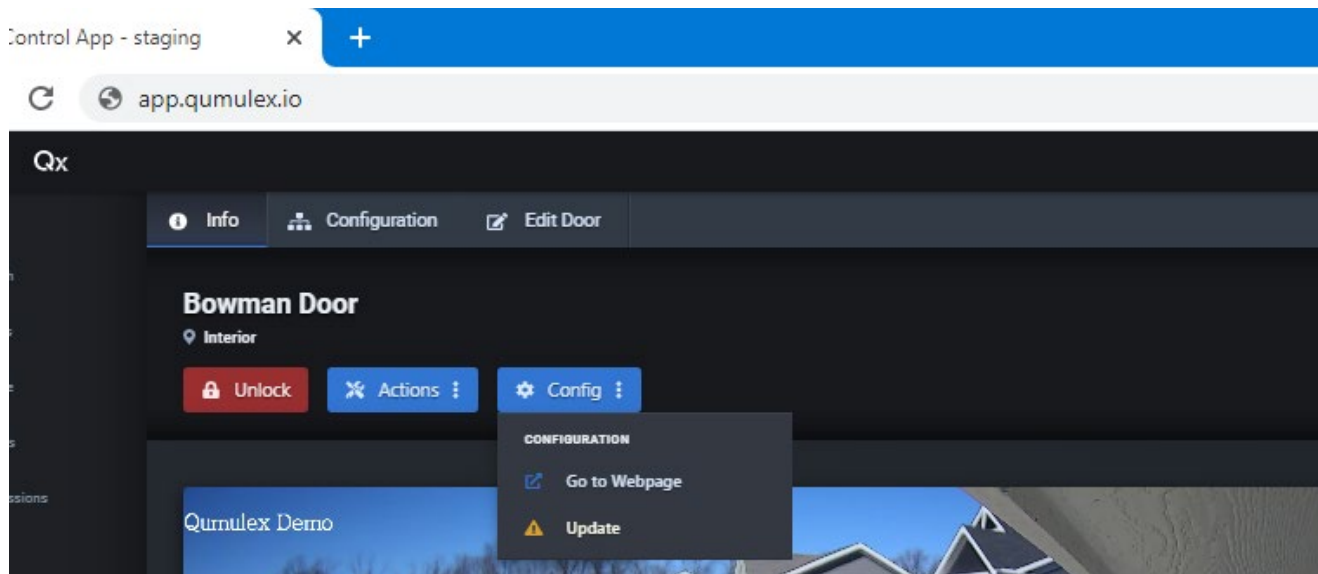 Control App - staging
app.qumulex.io
Qx
Info Configuration Edit Door
Bowman Door
Interior
Unlock Actions Config
CONFIGURATION
Go to Webpage
Update
Qumulex Demo